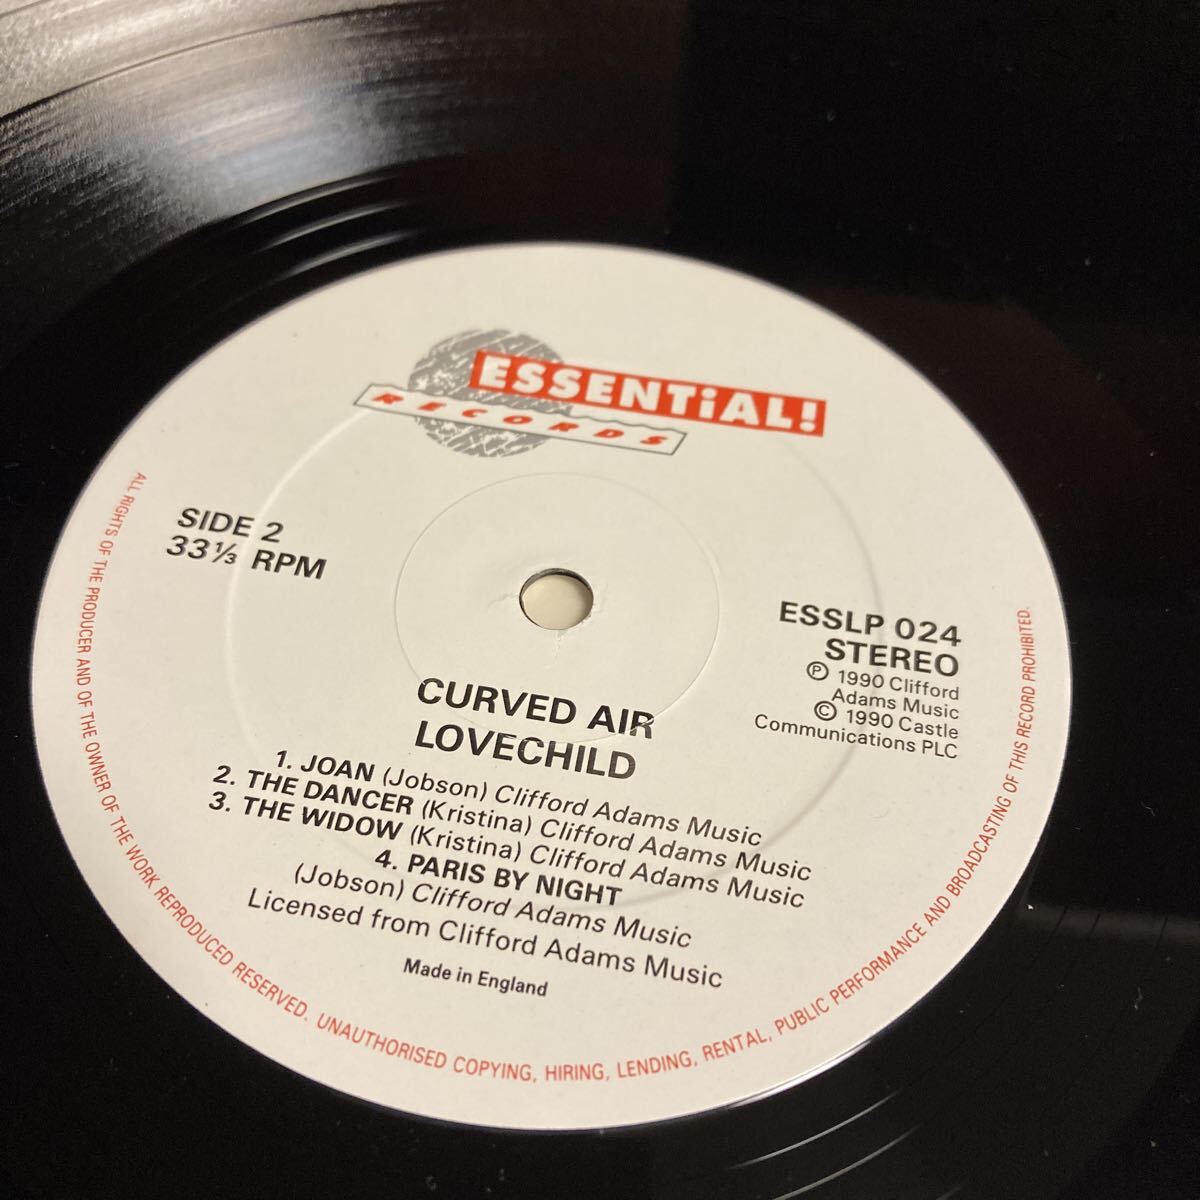 ESSENTiAL!
RECORDS
SIDE 2
33⅓ RPM
ESSLP 024
STEREO
℗ 1990 Clifford
Adams Music
© 1990 Castle
Communications PLC
CURVED AIR
LOVECHILD
1. JOAN (Jobson) Clifford Adams Music
2. THE DANCER (Kristina) Clifford Adams Music
3. THE WIDOW (Kristina) Clifford Adams Music
4. PARIS BY NIGHT
(Jobson) Clifford Adams Music
Licensed from Clifford Adams Music
Made in England
ALL RIGHTS OF THE PRODUCER AND OF THE OWNER OF THE WORK REPRODUCED RESERVED. UNAUTHORISED COPYING, HIRING, LENDING, RENTAL, PUBLIC PERFORMANCE AND BROADCASTING OF THIS RECORD PROHIBITED.